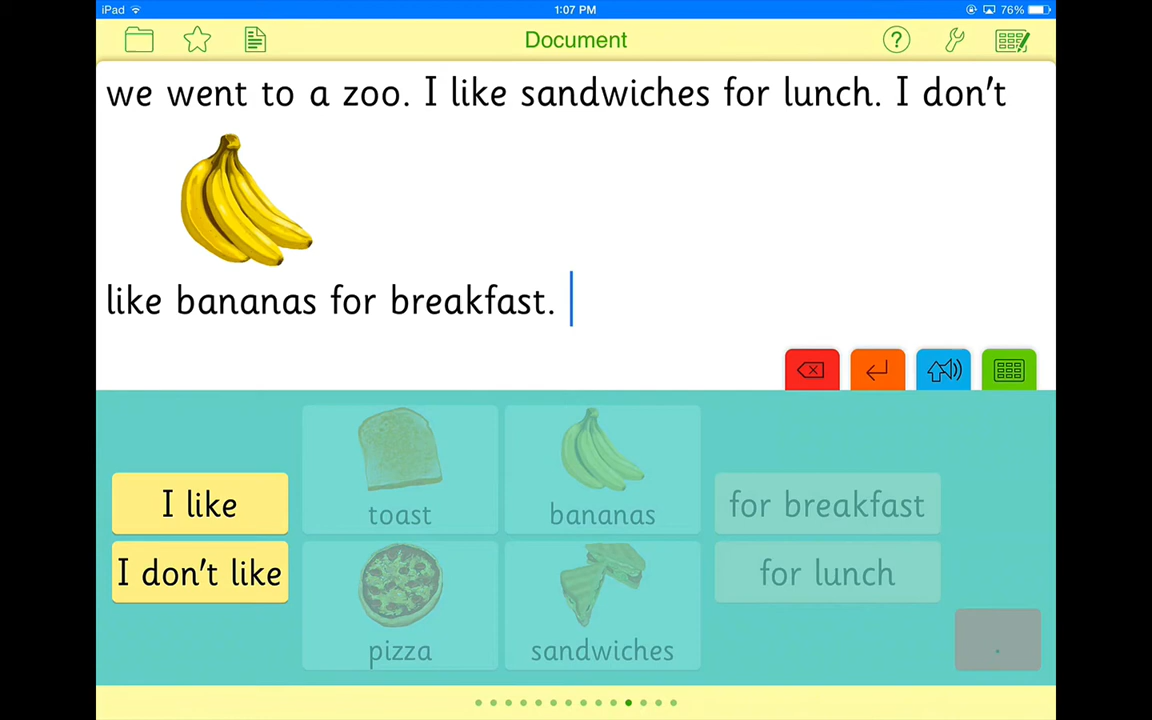 iPad 1:07 PM 76%
Document
we went to a zoo. I like sandwiches for lunch. I don't
like bananas for breakfast.
I like
I don't like
toast
bananas
pizza
sandwiches
for breakfast
for lunch
.